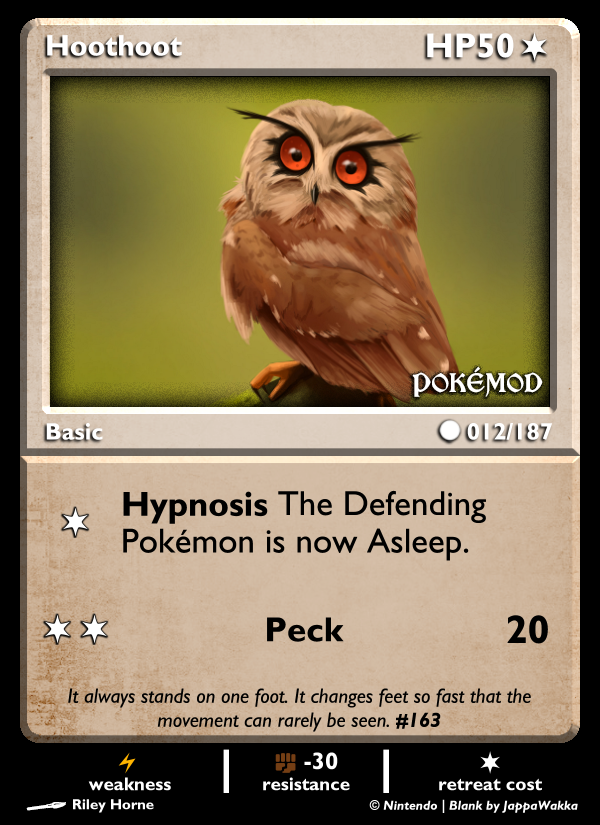 Hoothoot HP50
POKÉMOD
Basic 012/187
Hypnosis The Defending
Pokémon is now Asleep.
Peck 20
It always stands on one foot. It changes feet so fast that the
movement can rarely be seen. #163
-30
weakness resistance retreat cost
Riley Horne © Nintendo | Blank by JappaWakka